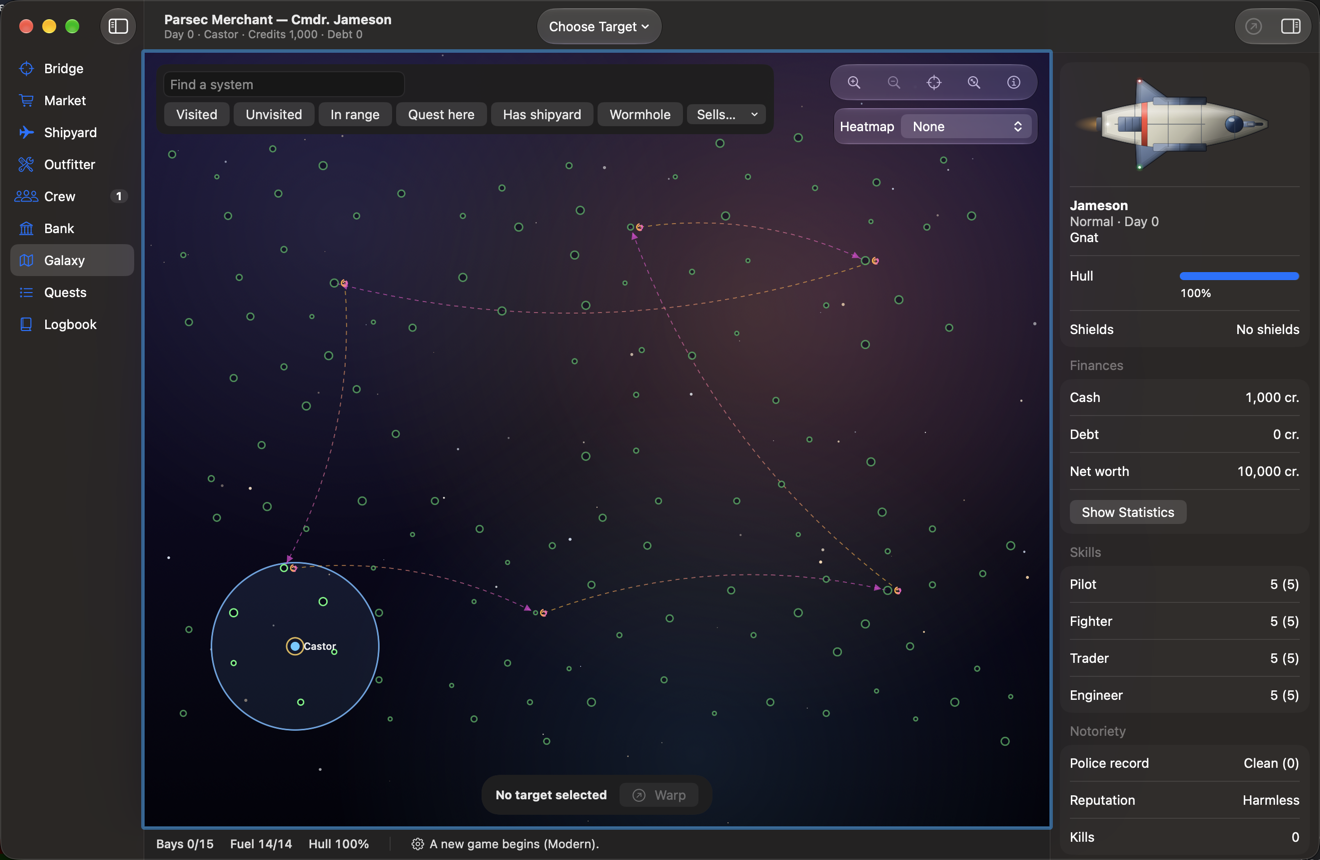 Parsec Merchant — Cmdr. Jameson
Day 0 · Castor · Credits 1,000 · Debt 0
Choose Target
Bridge
Market
Shipyard
Outfitter
Crew 1
Bank
Galaxy
Quests
Logbook
Find a system
Visited Unvisited In range Quest here Has shipyard Wormhole Sells...
Heatmap None
Castor
No target selected Warp
Bays 0/15 Fuel 14/14 Hull 100% A new game begins (Modern).
Jameson
Normal · Day 0
Gnat
Hull
100%
Shields No shields
Finances
Cash 1,000 cr.
Debt 0 cr.
Net worth 10,000 cr.
Show Statistics
Skills
Pilot 5 (5)
Fighter 5 (5)
Trader 5 (5)
Engineer 5 (5)
Notoriety
Police record Clean (0)
Reputation Harmless
Kills 0